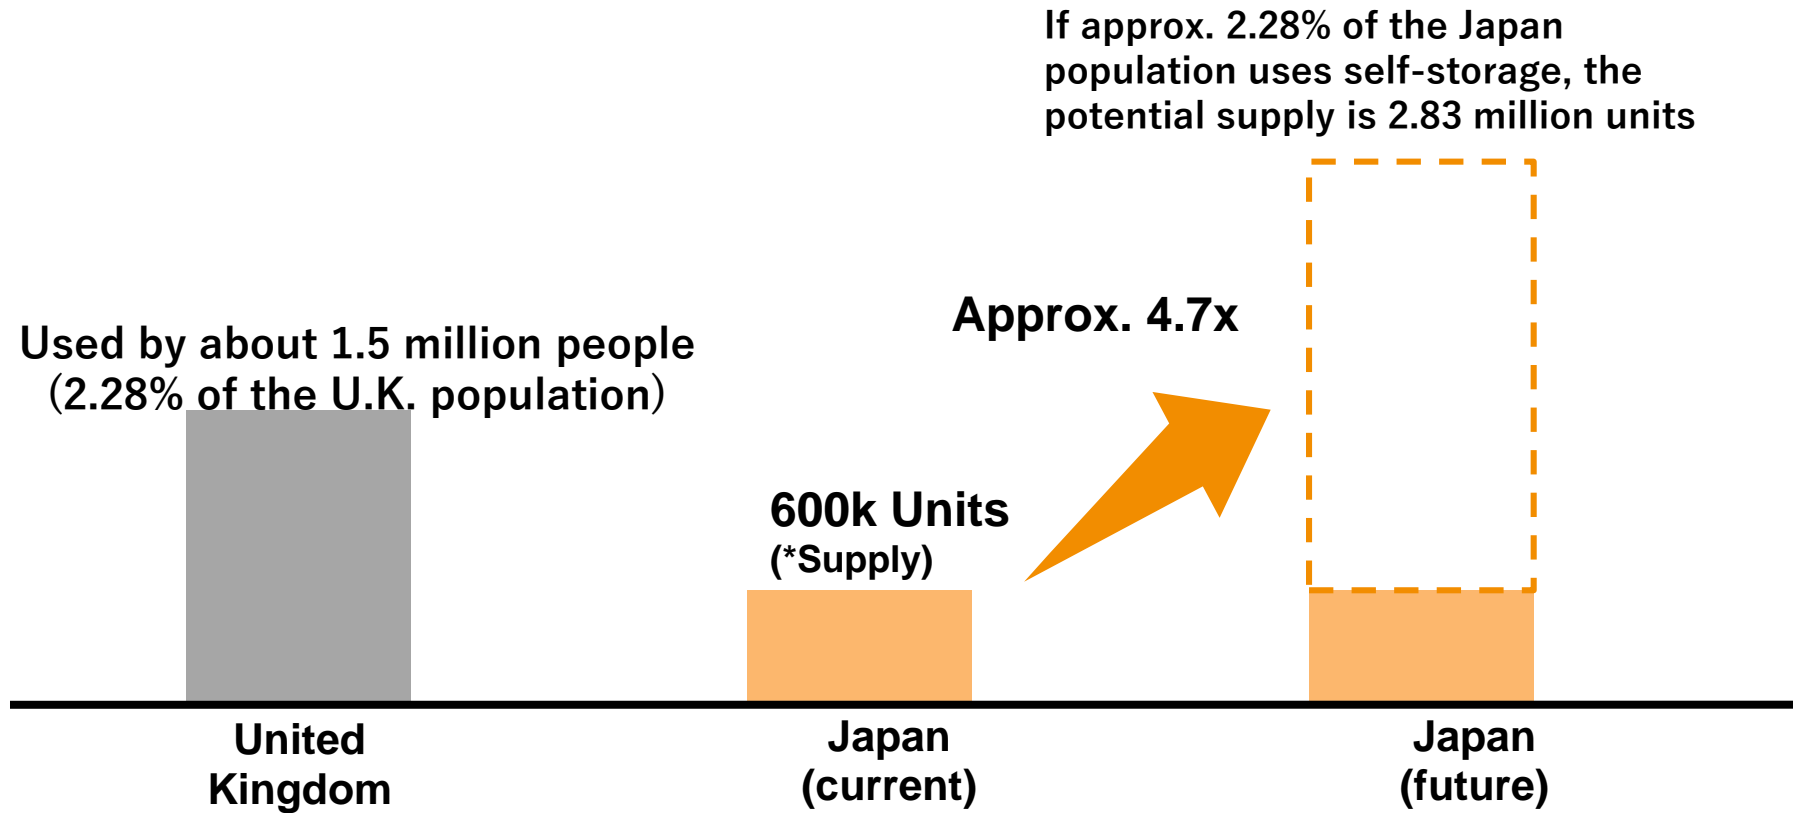 If approx. 2.28% of the Japan
population uses self-storage, the
potential supply is 2.83 million units
Approx. 4.7x
Used by about 1.5 million people
(2.28% of the U.K. population)
600k Units
(*Supply)
United
Kingdom
Japan
(current)
Japan
(future)